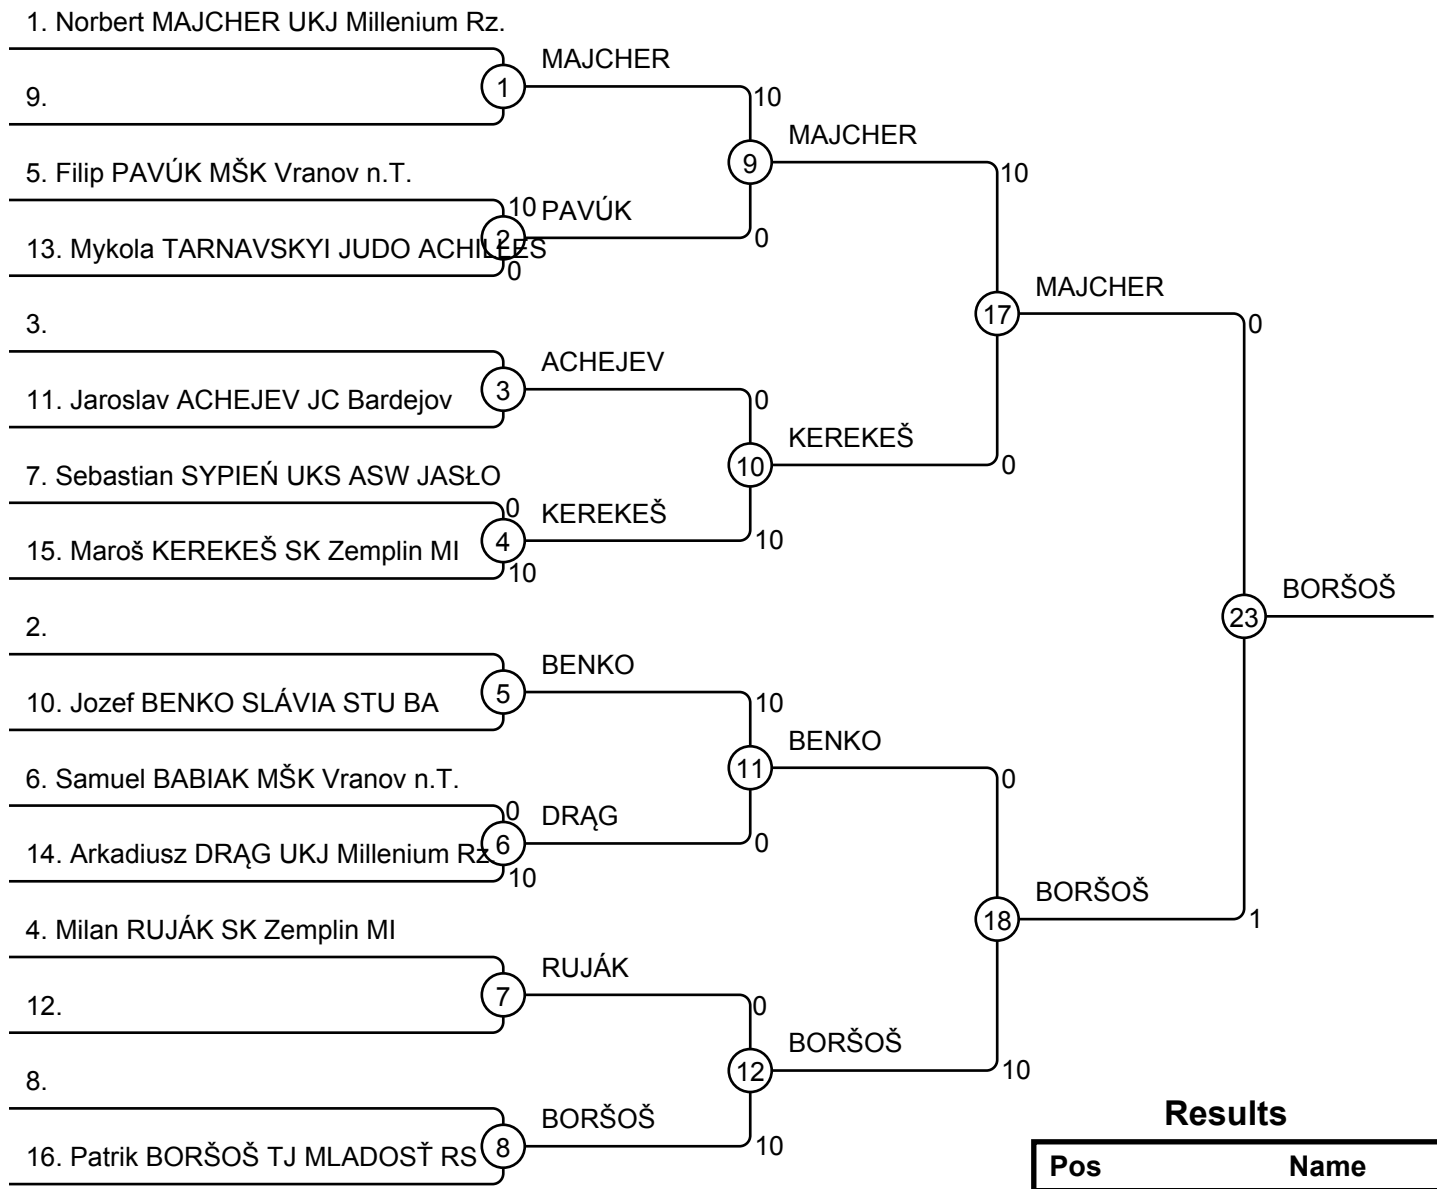 1. Norbert MAJCHER UKJ Millenium Rz.
MAJCHER
9.
1
10
MAJCHER
5. Filip PAVÚK MŠK Vranov n.T.
9
10
10
PAVÚK
2
0
13. Mykola TARNAVSKYI JUDO ACHILLES
0
MAJCHER
3.
17
0
ACHEJEV
3
11. Jaroslav ACHEJEV JC Bardejov
0
KEREKEŠ
7. Sebastian SYPIEŃ UKS ASW JASŁO
10
0
0
KEREKEŠ
4
10
15. Maroš KEREKEŠ SK Zemplin MI
10
BORŠOŠ
23
2.
BENKO
5
10. Jozef BENKO SLÁVIA STU BA
10
BENKO
6. Samuel BABIAK MŠK Vranov n.T.
11
0
0
DRĄG
6
0
14. Arkadiusz DRĄG UKJ Millenium Rz.
10
BORŠOŠ
18
1
4. Milan RUJÁK SK Zemplin MI
RUJÁK
7
12.
0
BORŠOŠ
12
10
8.
BORŠOŠ
8
10
16. Patrik BORŠOŠ TJ MLADOSŤ RS
Results
Pos Name